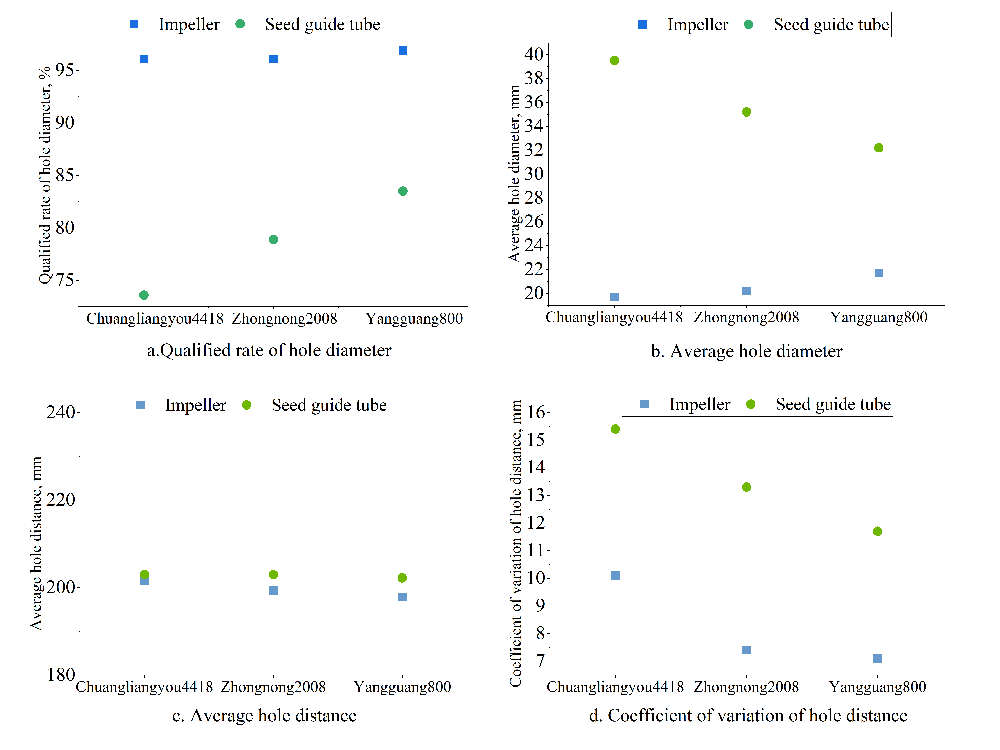 Impeller Seed guide tube
Qualified rate of hole diameter, %
95
90
85
80
75
Chuangliangyou4418 Zhongnong2008 Yangguang800
a.Qualified rate of hole diameter
Impeller Seed guide tube
Average hole diameter, mm
40
38
36
34
32
30
28
26
24
22
20
Chuangliangyou4418 Zhongnong2008 Yangguang800
b. Average hole diameter
Impeller Seed guide tube
Average hole distance, mm
240
220
200
180
Chuangliangyou4418 Zhongnong2008 Yangguang800
c. Average hole distance
Impeller Seed guide tube
Coefficient of variation of hole distance, mm
16
15
14
13
12
11
10
9
8
7
Chuangliangyou4418 Zhongnong2008 Yangguang800
d. Coefficient of variation of hole distance